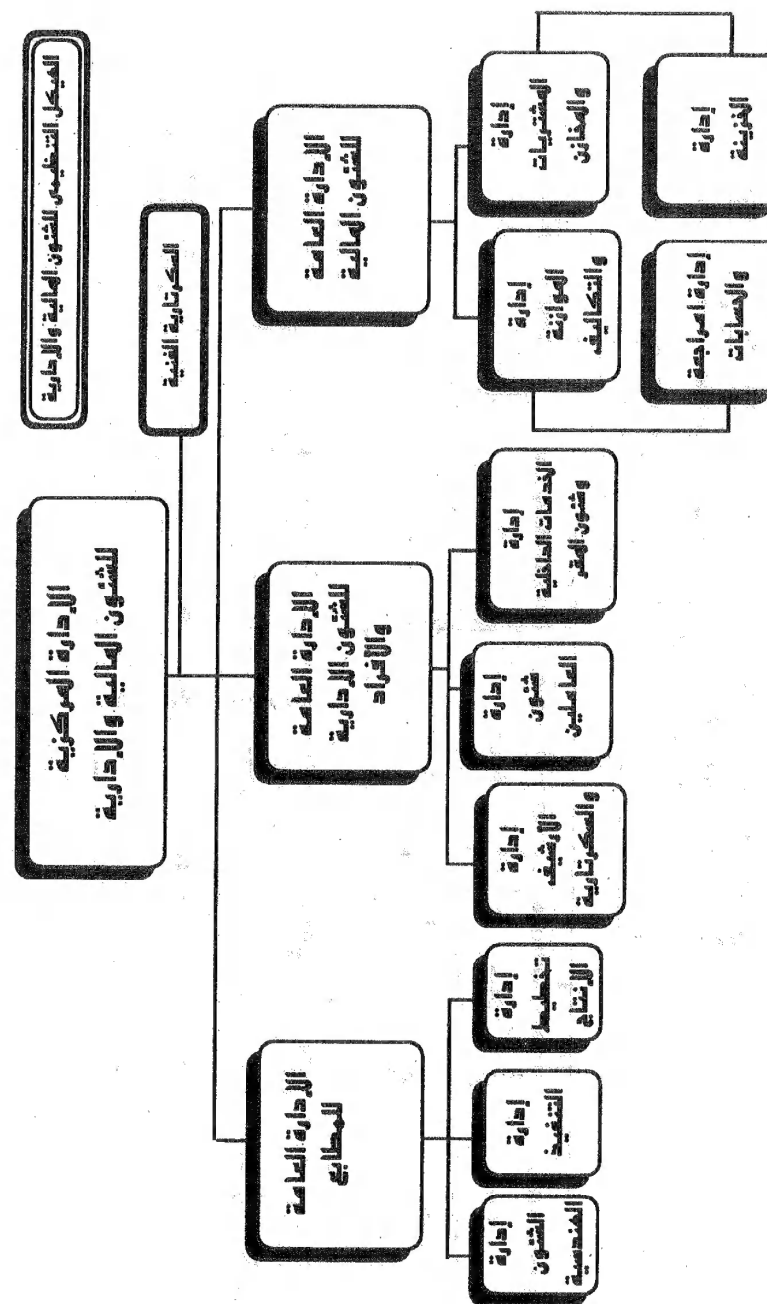 الهيكل التنظيمى للشئون المالية والإدارية
الإدارة المركزية
للشئون المالية والإدارية
السكرتارية الفنية
الإدارة العامة
للشئون المالية
الإدارة العامة
للشئون الإدارية
والأفراد
الإدارة العامة
للمطابع
إدارة
المشتريات
والمخازن
إدارة
الموازنة
والتكاليف
إدارة
الخدمات الداخلية
وشئون المقر
إدارة
شئون
العاملين
إدارة
الأرشيف
والسكرتارية
إدارة
تخطيط
الإنتاج
إدارة
التنفيذ
إدارة
الشئون
الهندسية
إدارة
الخزينة
إدارة المراجعة
والحسابات